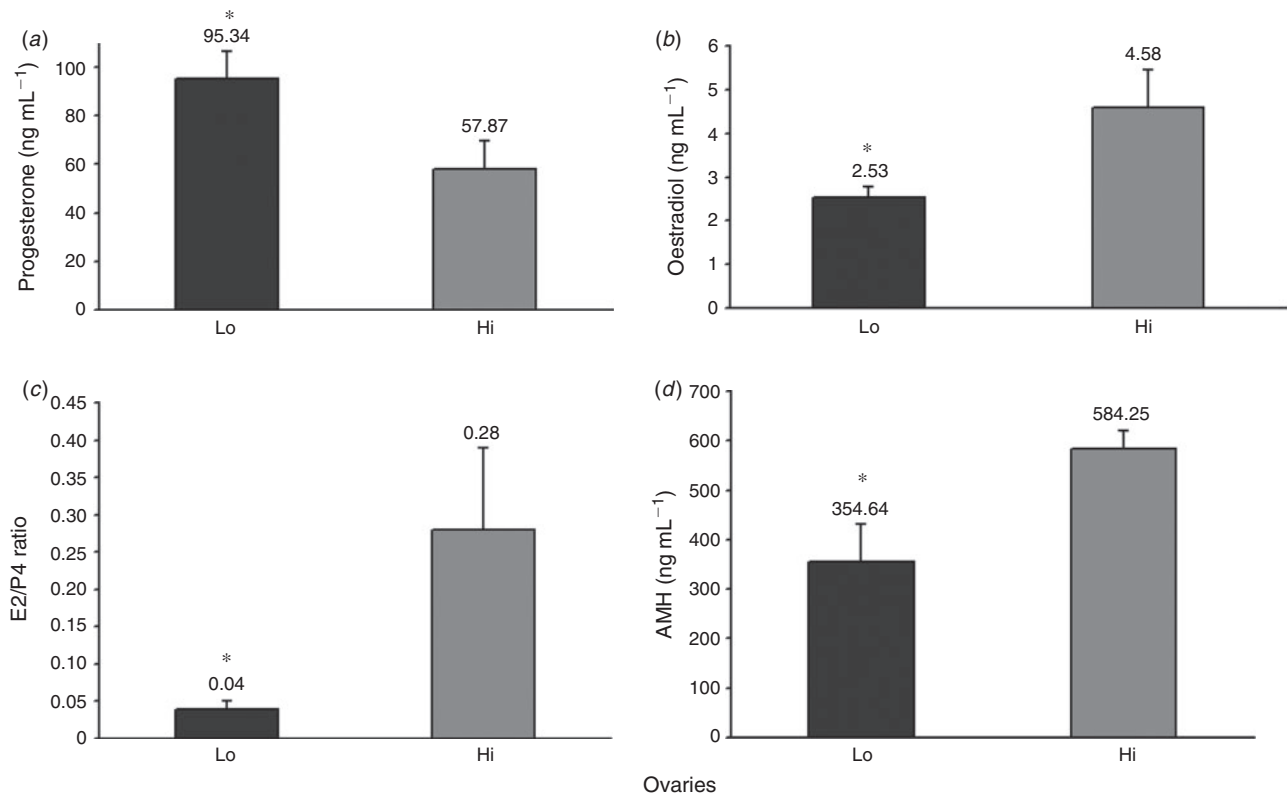 (a)
*
95.34
57.87
Progesterone (ng mL−1)
100
80
60
40
20
0
Lo
Hi
(b)
4.58
*
2.53
Oestradiol (ng mL−1)
6
5
4
3
2
1
0
Lo
Hi
(c)
0.28
*
0.04
E2/P4 ratio
0.45
0.40
0.35
0.30
0.25
0.20
0.15
0.10
0.05
0
Lo
Hi
(d)
584.25
*
354.64
AMH (ng mL−1)
700
600
500
400
300
200
100
0
Lo
Hi
Ovaries